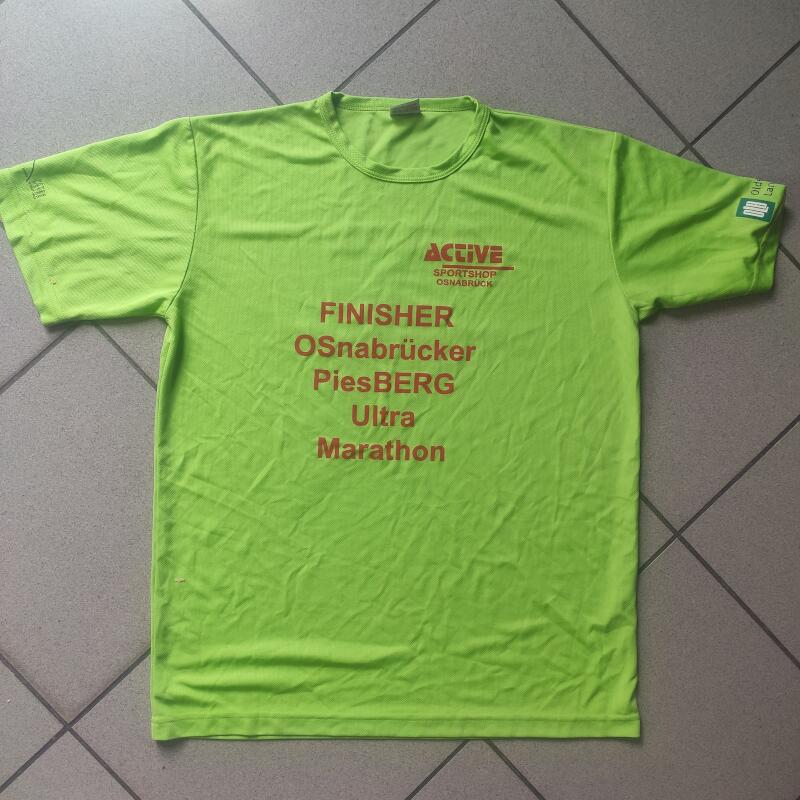 ACTIVE
SPORTSHOP
OSNABRÜCK
FINISHER
OSnabrücker
PiesBERG
Ultra
Marathon